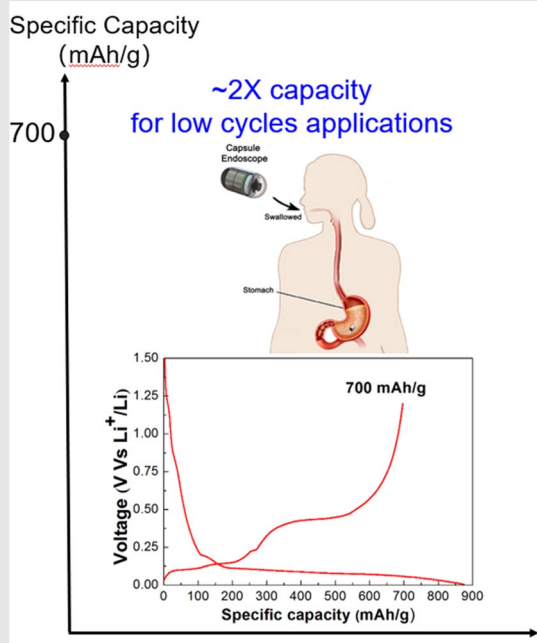 Specific Capacity
(mAh/g)
700
~2X capacity
for low cycles applications
Capsule
Endoscope
Swallowed
Stomach
1.50
1.25
1.00
0.75
0.50
0.25
0.00
Voltage (V Vs Li⁺/Li)
700 mAh/g
0 100 200 300 400 500 600 700 800 900
Specific capacity (mAh/g)